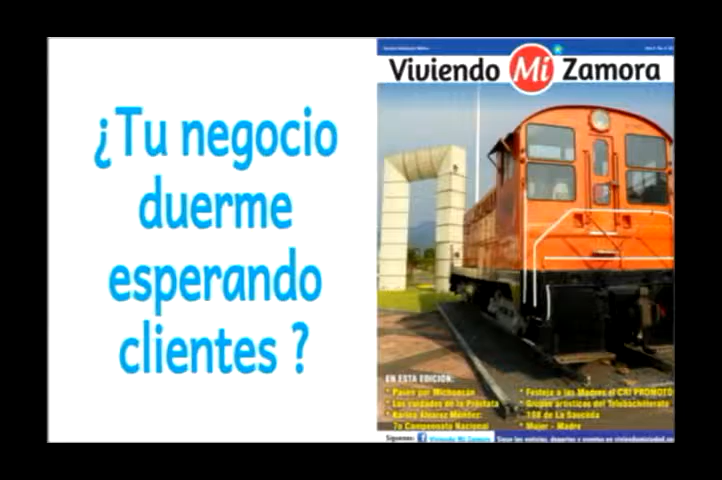 ¿Tu negocio
duerme
esperando
clientes ?
Viviendo Mi Zamora
EN ESTA EDICIÓN:
* Paseo por Michoacán
* Los cuidados de la Próstata
* Karina Álvarez Méndez:
7o Campeonato Nacional
* Festeja a las Madres el CRI PROMOTO
* Grupos artísticos del Telebachillerato
108 de La Sauceda
* Mujer - Madre
Síguenos: Viviendo Mi Zamora